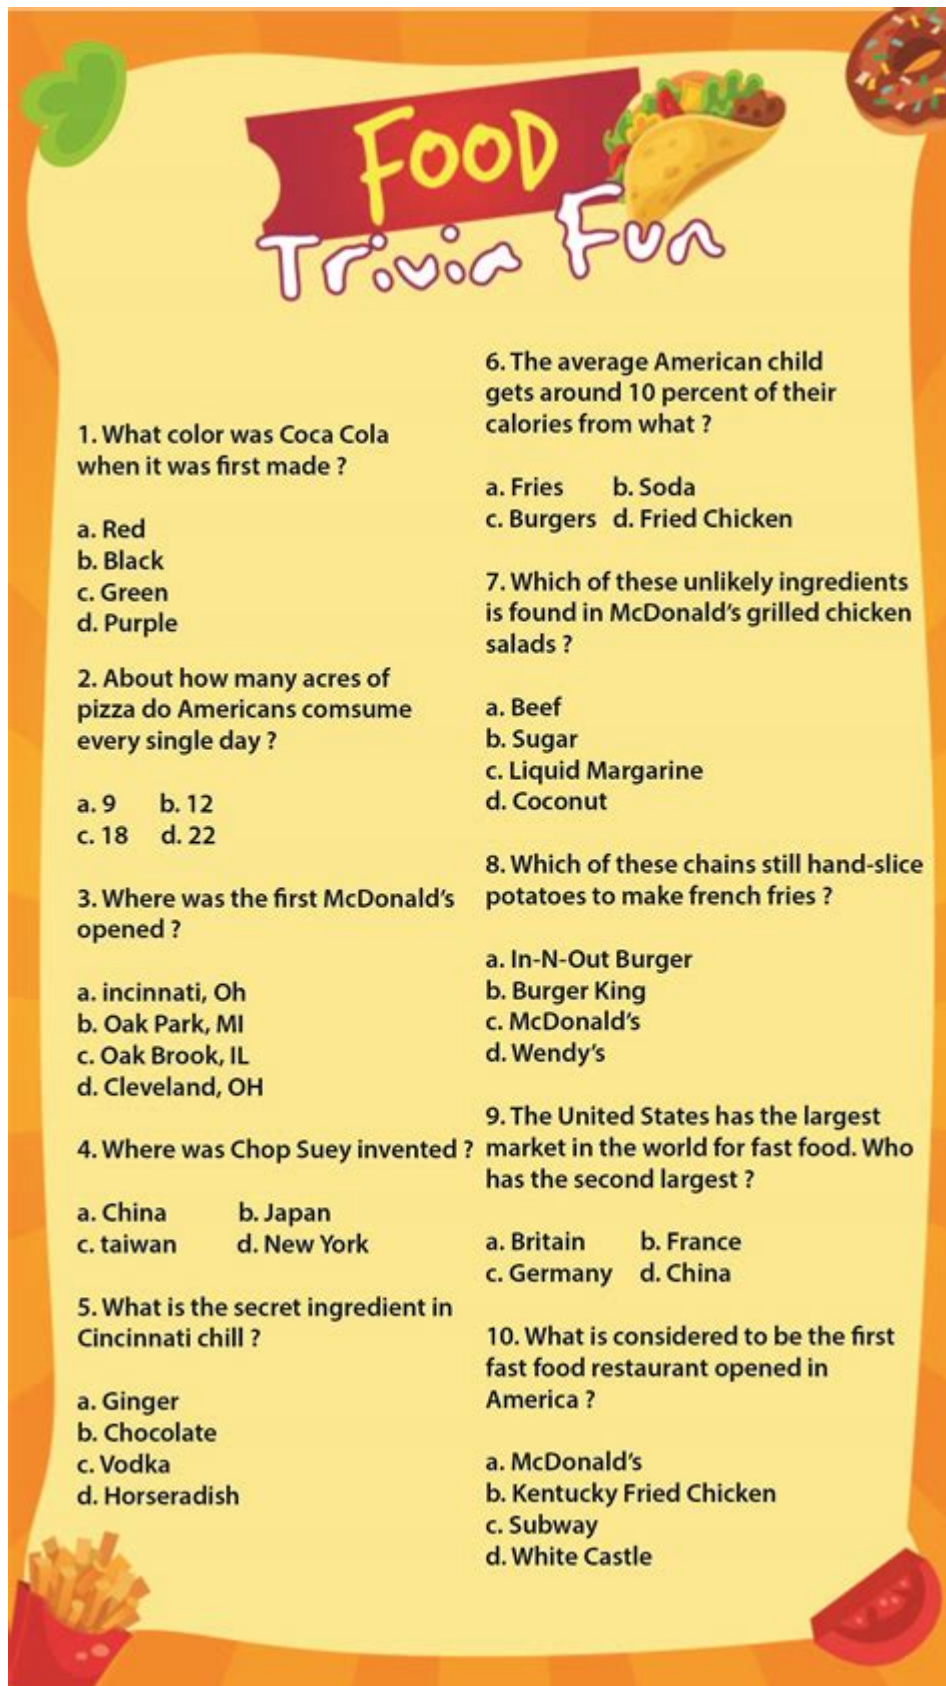 FOOD
Trivia Fun
1. What color was Coca Cola
when it was first made ?
a. Red
b. Black
c. Green
d. Purple
2. About how many acres of
pizza do Americans comsume
every single day ?
a. 9 b. 12
c. 18 d. 22
3. Where was the first McDonald's
opened ?
a. incinnati, Oh
b. Oak Park, MI
c. Oak Brook, IL
d. Cleveland, OH
4. Where was Chop Suey invented ?
a. China b. Japan
c. taiwan d. New York
5. What is the secret ingredient in
Cincinnati chill ?
a. Ginger
b. Chocolate
c. Vodka
d. Horseradish
6. The average American child
gets around 10 percent of their
calories from what ?
a. Fries b. Soda
c. Burgers d. Fried Chicken
7. Which of these unlikely ingredients
is found in McDonald's grilled chicken
salads ?
a. Beef
b. Sugar
c. Liquid Margarine
d. Coconut
8. Which of these chains still hand-slice
potatoes to make french fries ?
a. In-N-Out Burger
b. Burger King
c. McDonald's
d. Wendy's
9. The United States has the largest
market in the world for fast food. Who
has the second largest ?
a. Britain b. France
c. Germany d. China
10. What is considered to be the first
fast food restaurant opened in
America ?
a. McDonald's
b. Kentucky Fried Chicken
c. Subway
d. White Castle